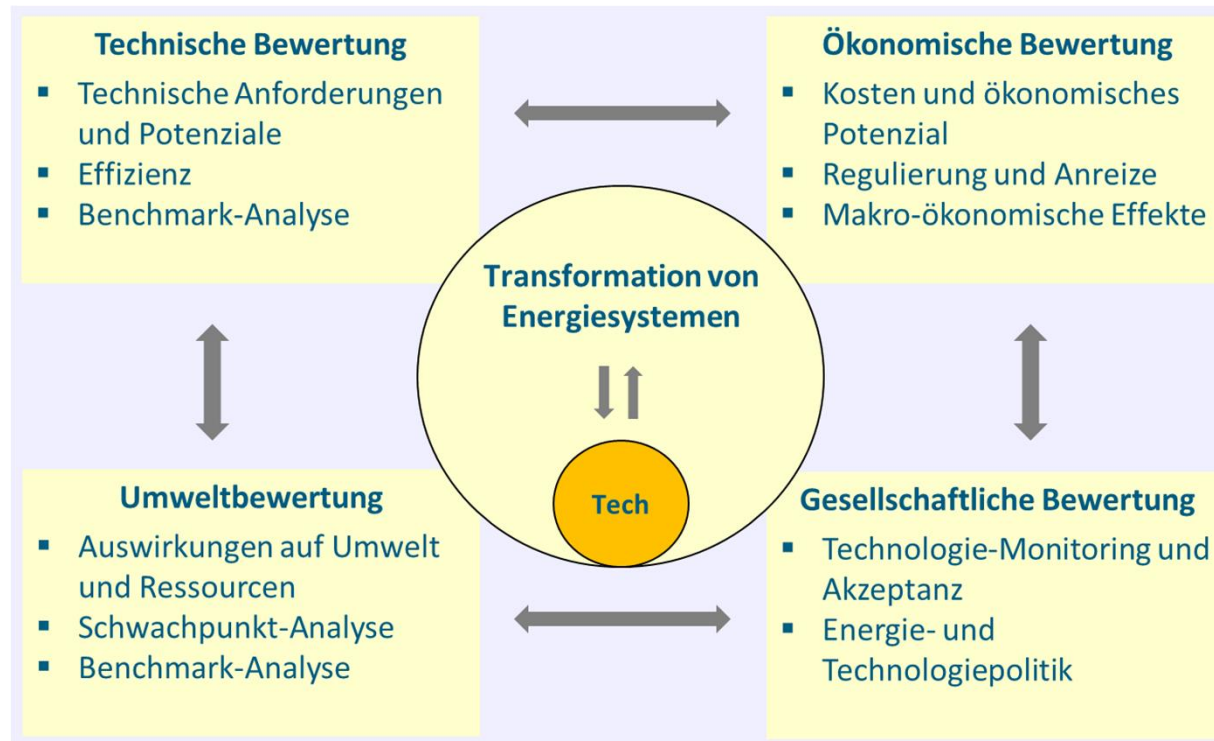 Technische Bewertung
▪ Technische Anforderungen
und Potenziale
▪ Effizienz
▪ Benchmark-Analyse
Ökonomische Bewertung
▪ Kosten und ökonomisches
Potenzial
▪ Regulierung und Anreize
▪ Makro-ökonomische Effekte
Transformation von
Energiesystemen
Tech
Umweltbewertung
▪ Auswirkungen auf Umwelt
und Ressourcen
▪ Schwachpunkt-Analyse
▪ Benchmark-Analyse
Gesellschaftliche Bewertung
▪ Technologie-Monitoring und
Akzeptanz
▪ Energie- und
Technologiepolitik